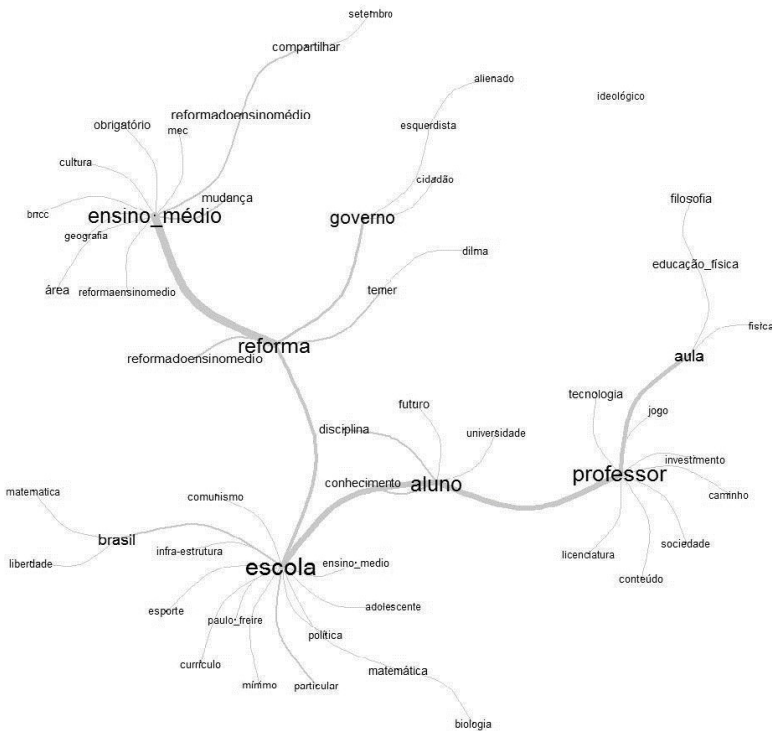 setembro
compartilhar
alienado
ideológico
reformadoensinomédio
obrigatório
mec
esquerdista
cultura
cidadão
mudança
filosofia
bncc
ensino_médio
governo
geografia
dilma
educação_física
área
reformaensinomedio
temer
física
reforma
reformadoensinomedio
aula
tecnologia
futuro
jogo
disciplina
universidade
investimento
professor
conhecimento
aluno
matematica
comunismo
caminho
brasil
infra-estrutura
sociedade
licenciatura
liberdade
escola
ensino_medio
conteúdo
esporte
adolescente
paulo_freire
política
currículo
matemática
mínimo
particular
biologia